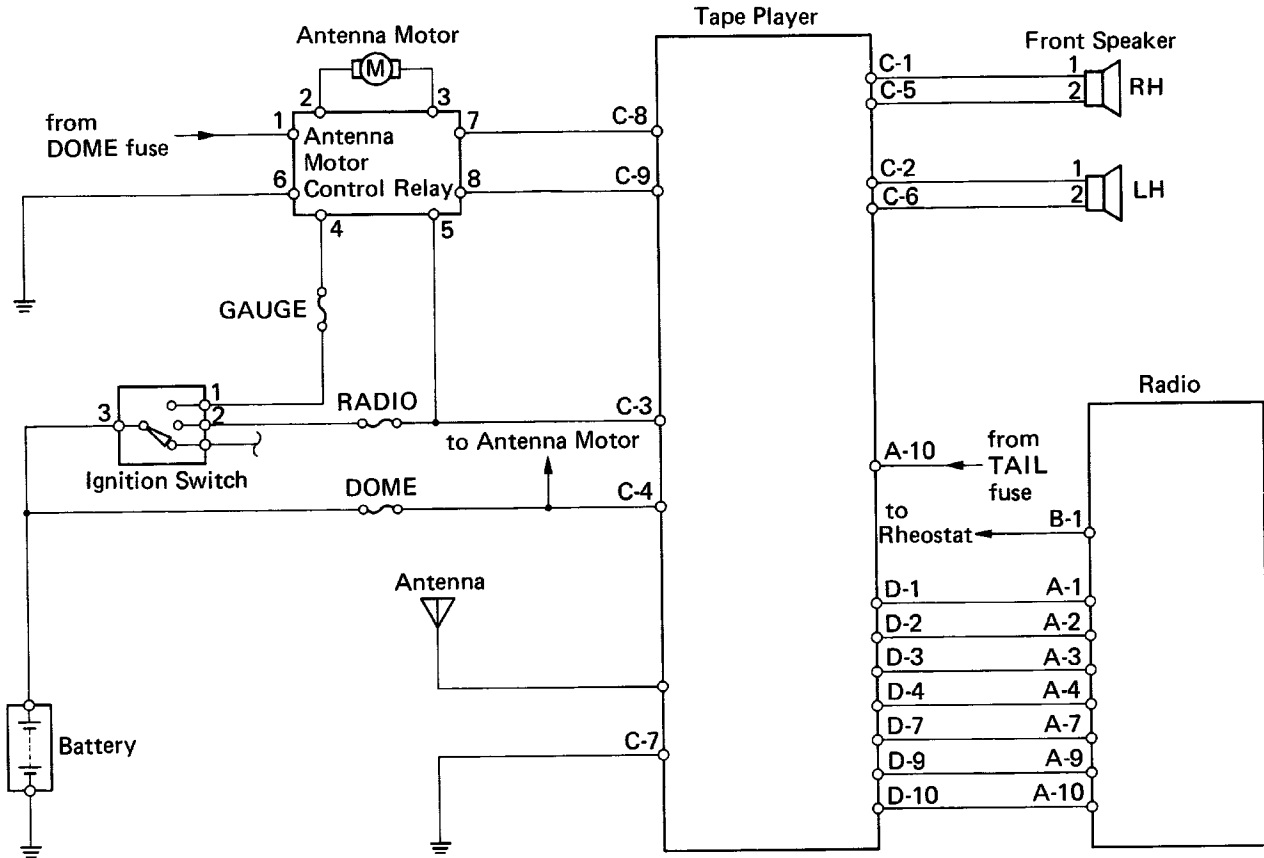 Tape Player
Antenna Motor
M
2
3
from
DOME fuse
1
Antenna
Motor
Control Relay
7
C-8
6
8
C-9
4
5
GAUGE
C-1
C-5
Front Speaker
1
2
RH
C-2
C-6
1
2
LH
3
1
2
Ignition Switch
RADIO
C-3
to Antenna Motor
DOME
C-4
Radio
A-10
from
TAIL
fuse
to
Rheostat
B-1
Antenna
Battery
C-7
D-1
A-1
D-2
A-2
D-3
A-3
D-4
A-4
D-7
A-7
D-9
A-9
D-10
A-10